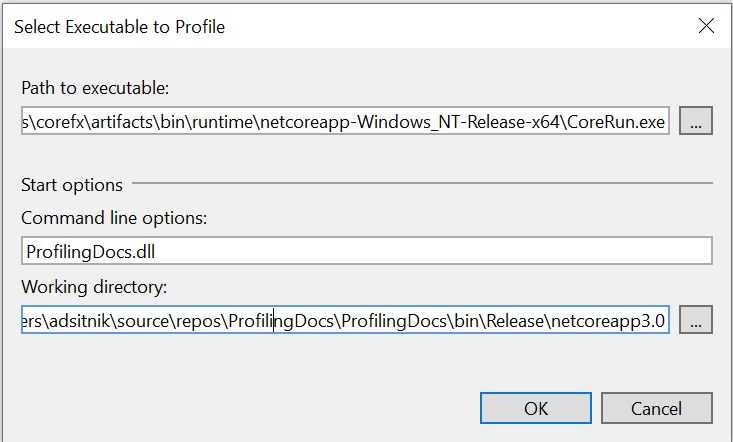 Select Executable to Profile
Path to executable:
s\corefx\artifacts\bin\runtime\netcoreapp-Windows_NT-Release-x64\CoreRun.exe
...
Start options
Command line options:
ProfilingDocs.dll
Working directory:
ers\adsitnik\source\repos\ProfilingDocs\ProfilingDocs\bin\Release\netcoreapp3.0
...
OK Cancel